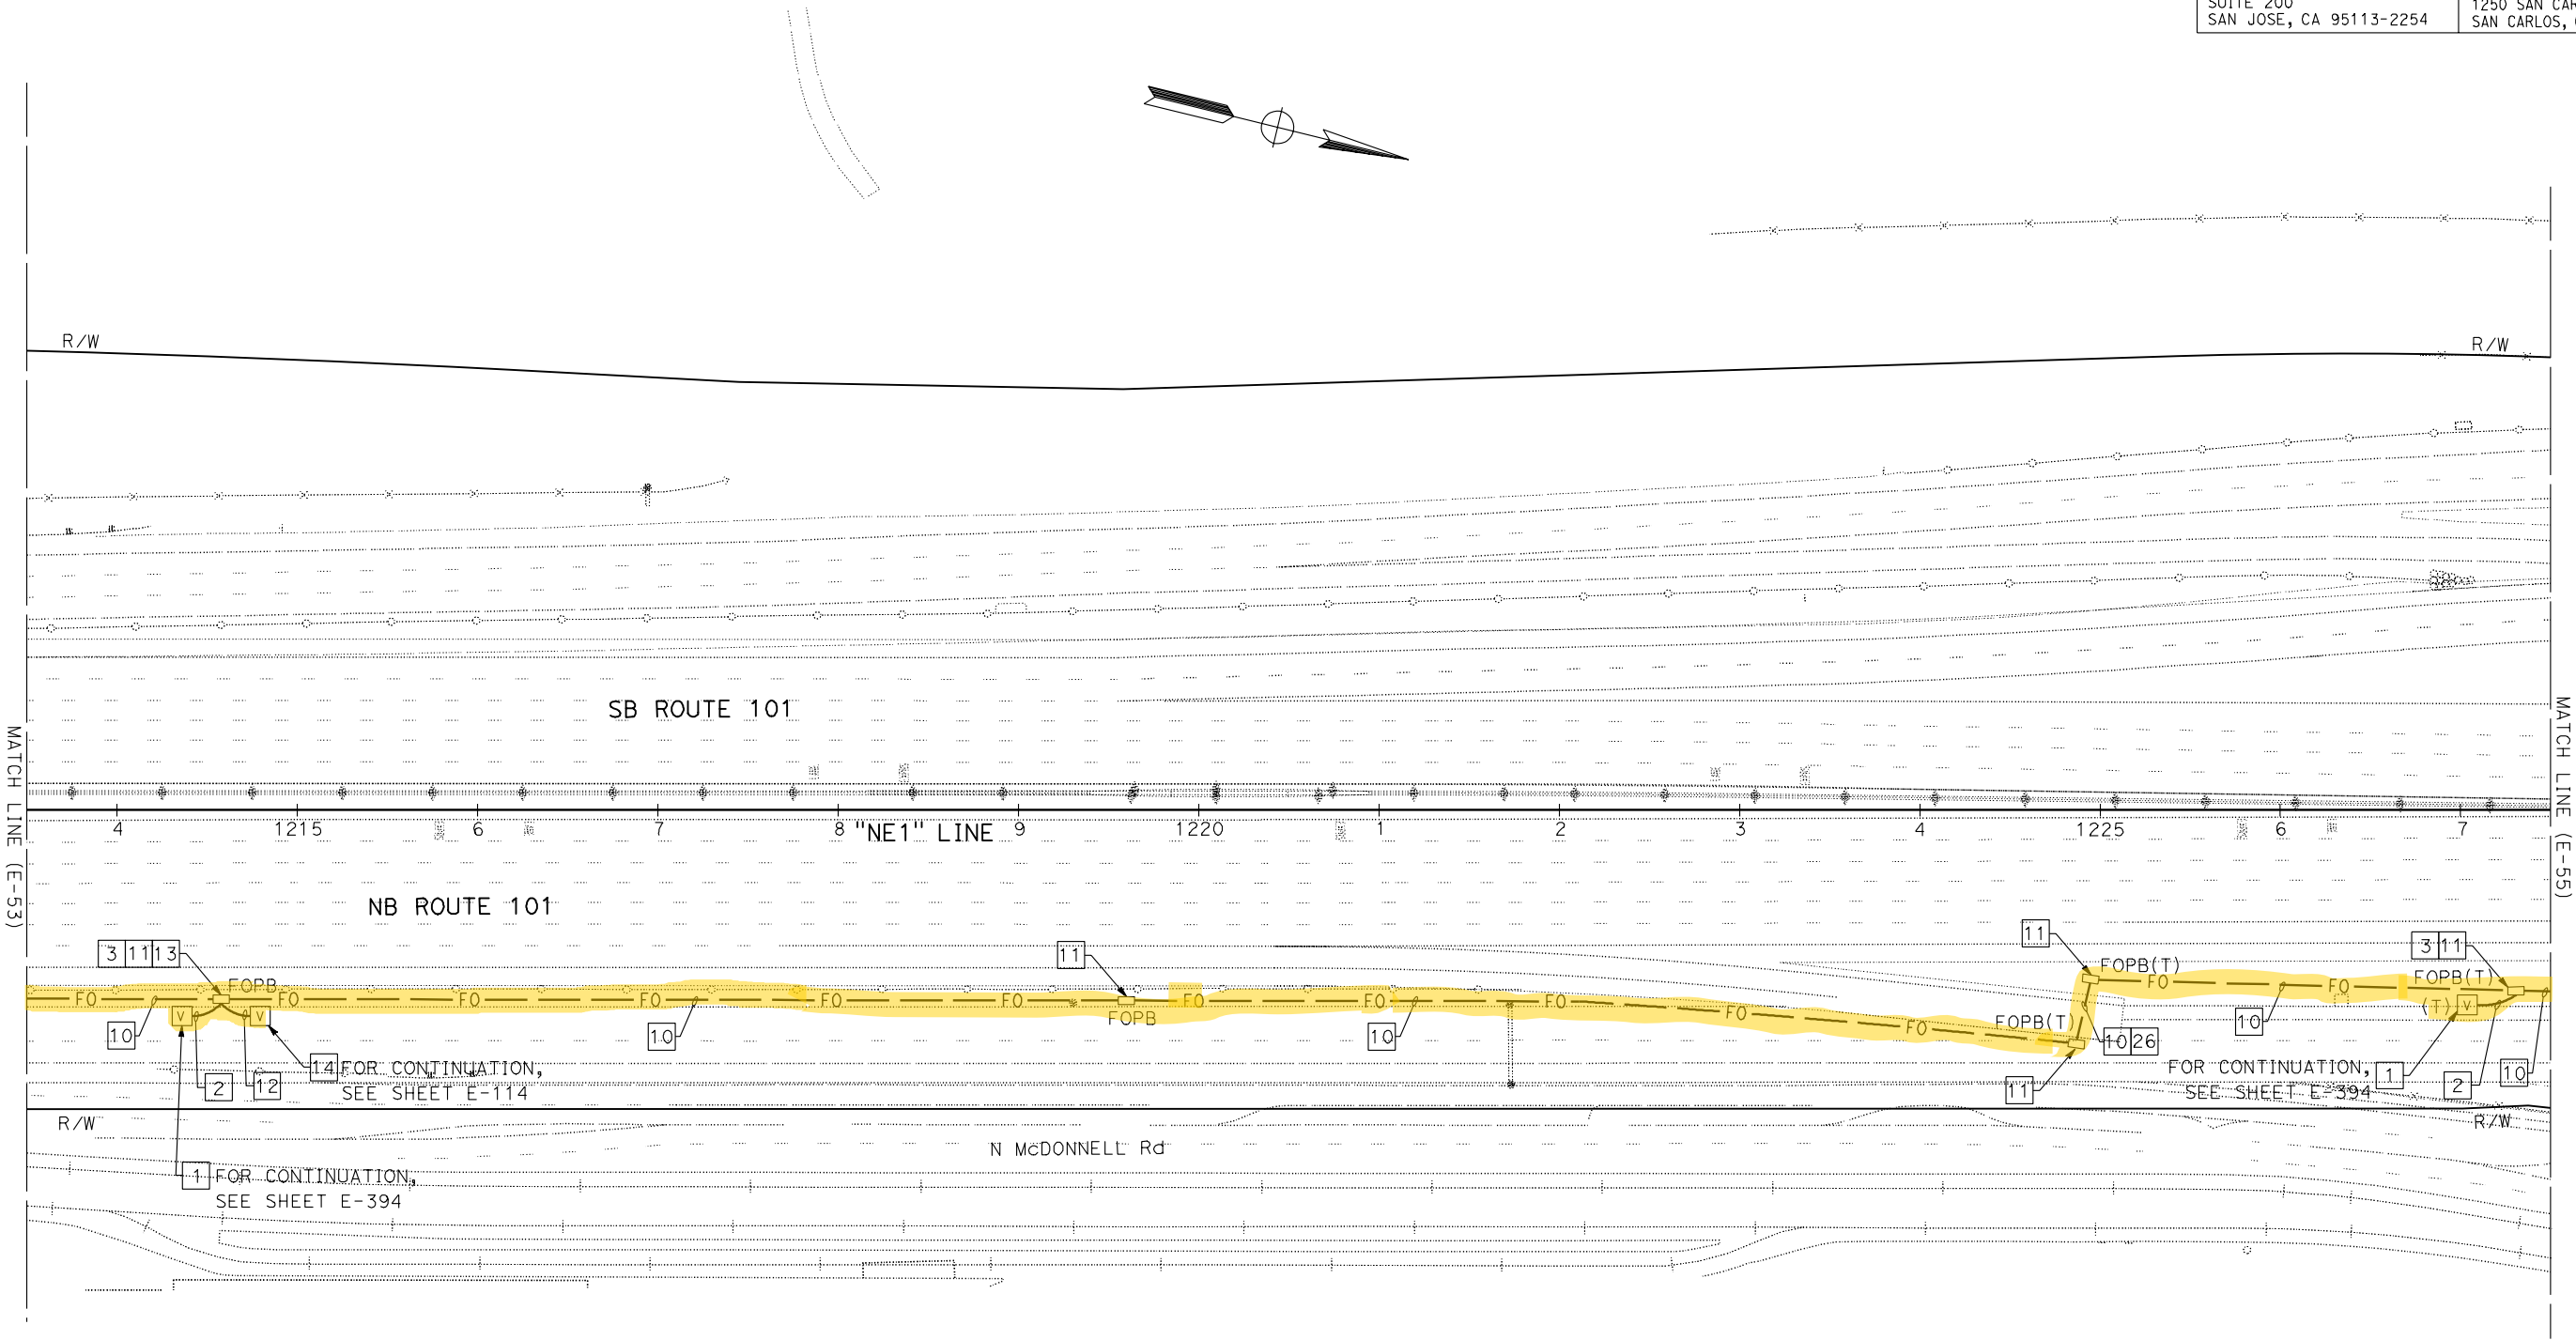 SUITE 200
SAN JOSE, CA 95113-2254
1250 SAN
SAN CARLOS,
R/W
R/W
SB ROUTE 101
MATCH LINE (E-53)
MATCH LINE (E-55)
4 1215 6 7 8 "NE1" LINE 9 1220 1 2 3 4 1225 6 7
NB ROUTE 101
3 11 13
11
11
3 11
FOPB
FOPB(T)
FOPB(T)
FO FO FO FO FO FO FO FO FO FO FO FO FO
V V
FOPB
FOPB(T)
(T) V
10
10
10
10 26
10
14 FOR CONTINUATION,
SEE SHEET E-114
2 12
11
FOR CONTINUATION,
SEE SHEET E-394
1 2 10
R/W
R/W
N McDONNELL Rd
1 FOR CONTINUATION,
SEE SHEET E-394